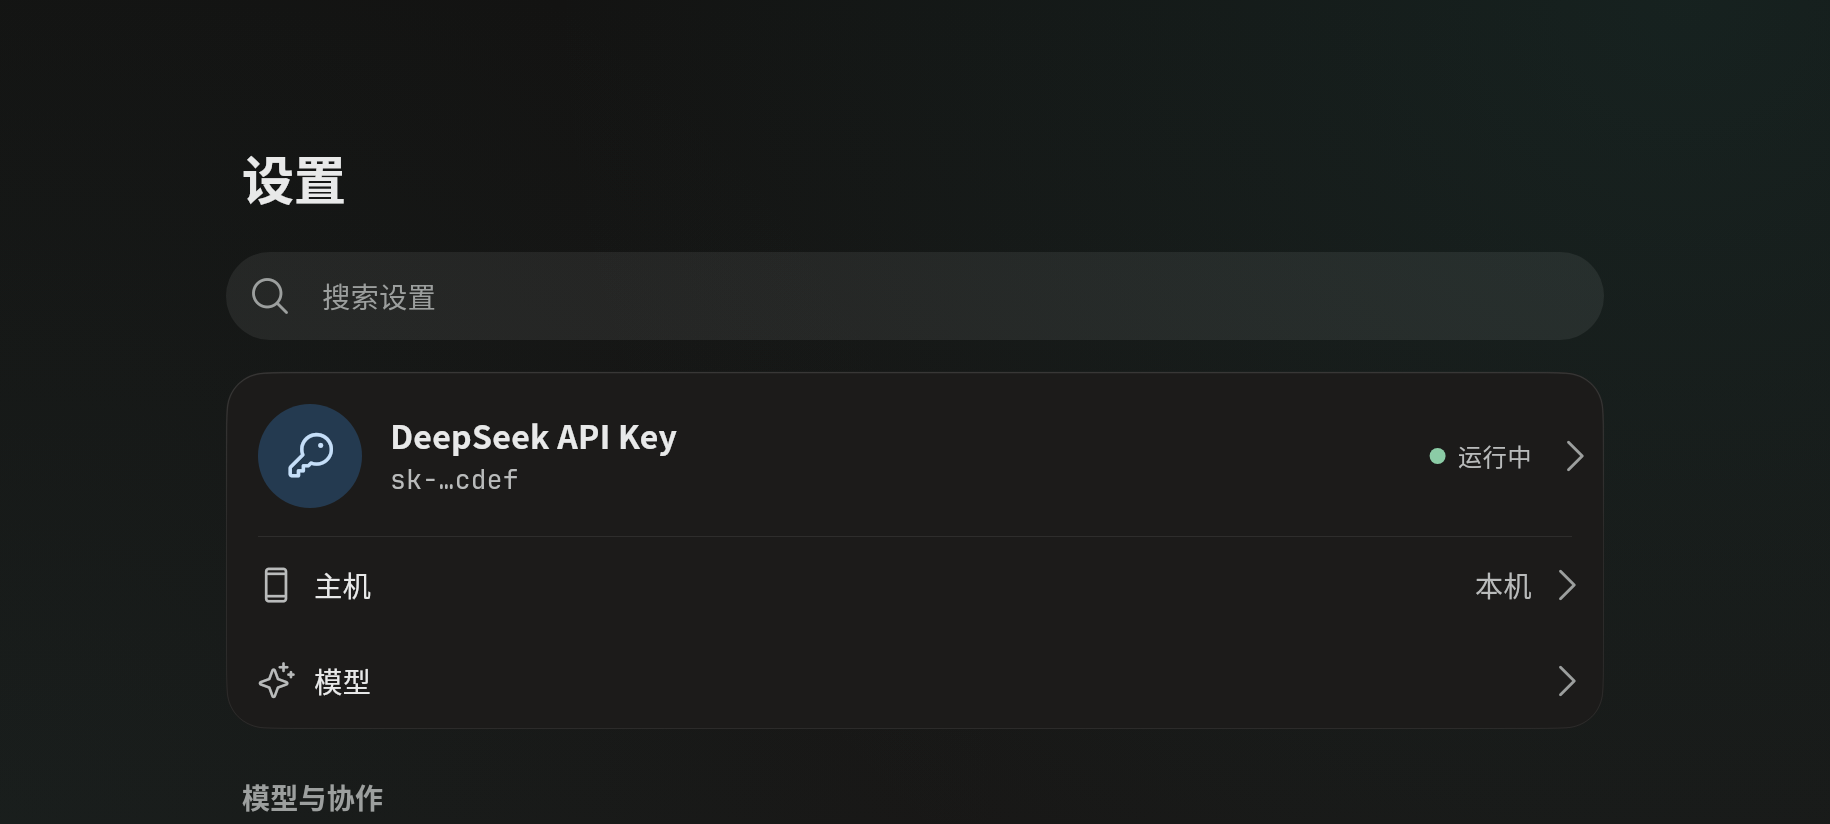 设置
搜索设置
DeepSeek API Key
sk-…cdef
运行中
主机
本机
模型
模型与协作